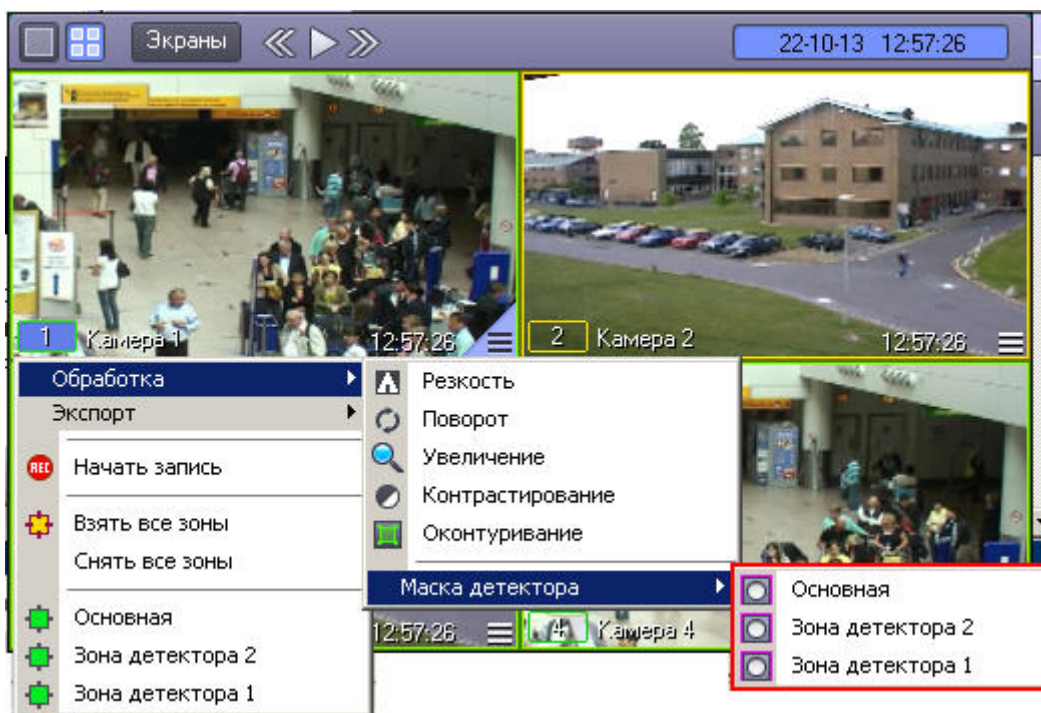 Экраны
22-10-13 12:57:26
1 Камера 1 12:57:26
2 Камера 2 12:57:26
Обработка
Экспорт
REC Начать запись
Взять все зоны
Снять все зоны
Основная
Зона детектора 2
Зона детектора 1
Резкость
Поворот
Увеличение
Контрастирование
Оконтуривание
Маска детектора
12:57:26
4 Камера 4
Основная
Зона детектора 2
Зона детектора 1